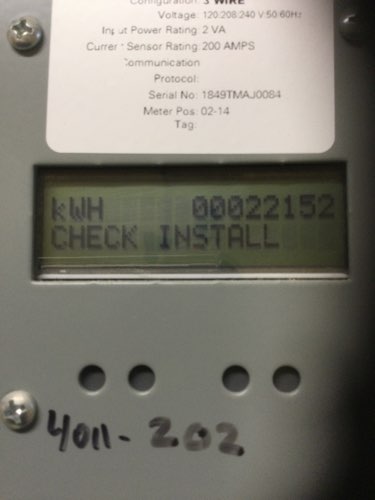 Configuration: 3 WIRE
Voltage: 120:208:240 V:50:60Hz
Input Power Rating: 2 VA
Current Sensor Rating: 200 AMPS
Communication
Protocol:
Serial No: 1849TMAJ0084
Meter Pos: 02-14
Tag:
kWH 00022152
CHECK INSTALL
4011-202